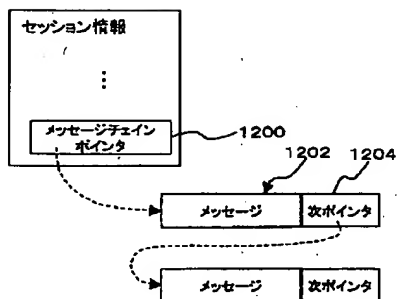 セッション情報
⋮
メッセージチェイン
ポインタ
1200
1202
1204
メッセージ
次ポインタ
メッセージ
次ポインタ